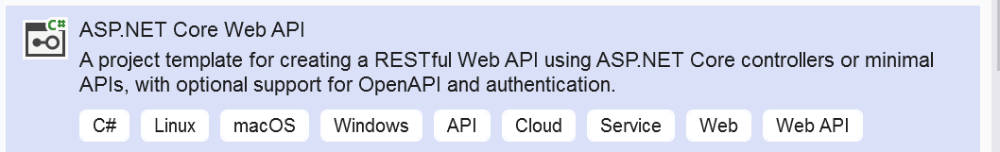 C#
ASP.NET Core Web API
A project template for creating a RESTful Web API using ASP.NET Core controllers or minimal
APIs, with optional support for OpenAPI and authentication.
C# Linux macOS Windows API Cloud Service Web Web API